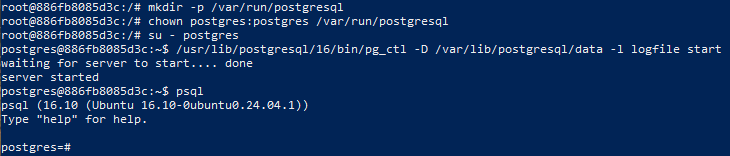 root@886fb8085d3c:/# mkdir -p /var/run/postgresql
root@886fb8085d3c:/# chown postgres:postgres /var/run/postgresql
root@886fb8085d3c:/# su - postgres
postgres@886fb8085d3c:~$ /usr/lib/postgresql/16/bin/pg_ctl -D /var/lib/postgresql/data -l logfile start
waiting for server to start.... done
server started
postgres@886fb8085d3c:~$ psql
psql (16.10 (Ubuntu 16.10-0ubuntu0.24.04.1))
Type "help" for help.
postgres=#